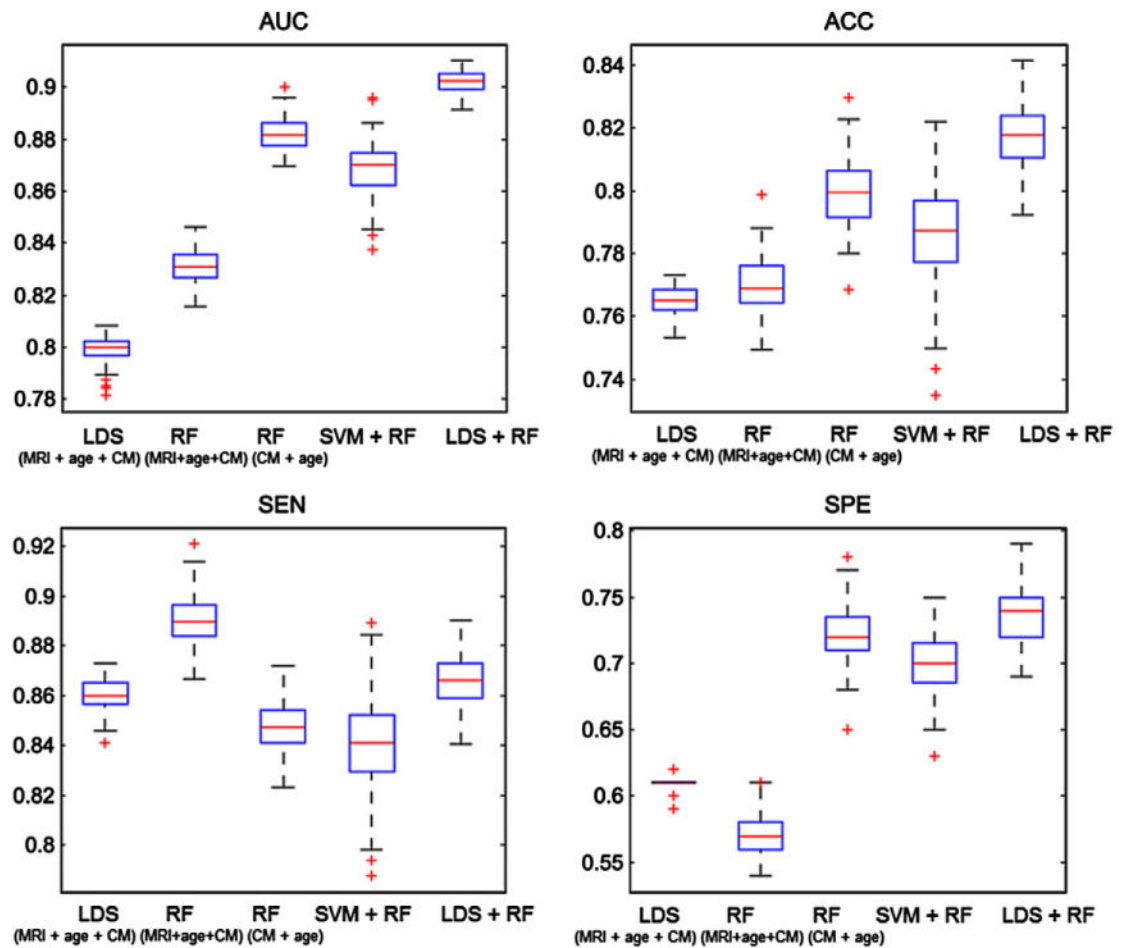 AUC
0.9
0.88
0.86
0.84
0.82
0.8
0.78
LDS RF RF SVM + RF LDS + RF
(MRI + age + CM) (MRI+age+CM) (CM + age)
ACC
0.84
0.82
0.8
0.78
0.76
0.74
LDS RF RF SVM + RF LDS + RF
(MRI + age + CM) (MRI+age+CM) (CM + age)
SEN
0.92
0.9
0.88
0.86
0.84
0.82
0.8
LDS RF RF SVM + RF LDS + RF
(MRI + age + CM) (MRI+age+CM) (CM + age)
SPE
0.8
0.75
0.7
0.65
0.6
0.55
LDS RF RF SVM + RF LDS + RF
(MRI + age + CM) (MRI+age+CM) (CM + age)